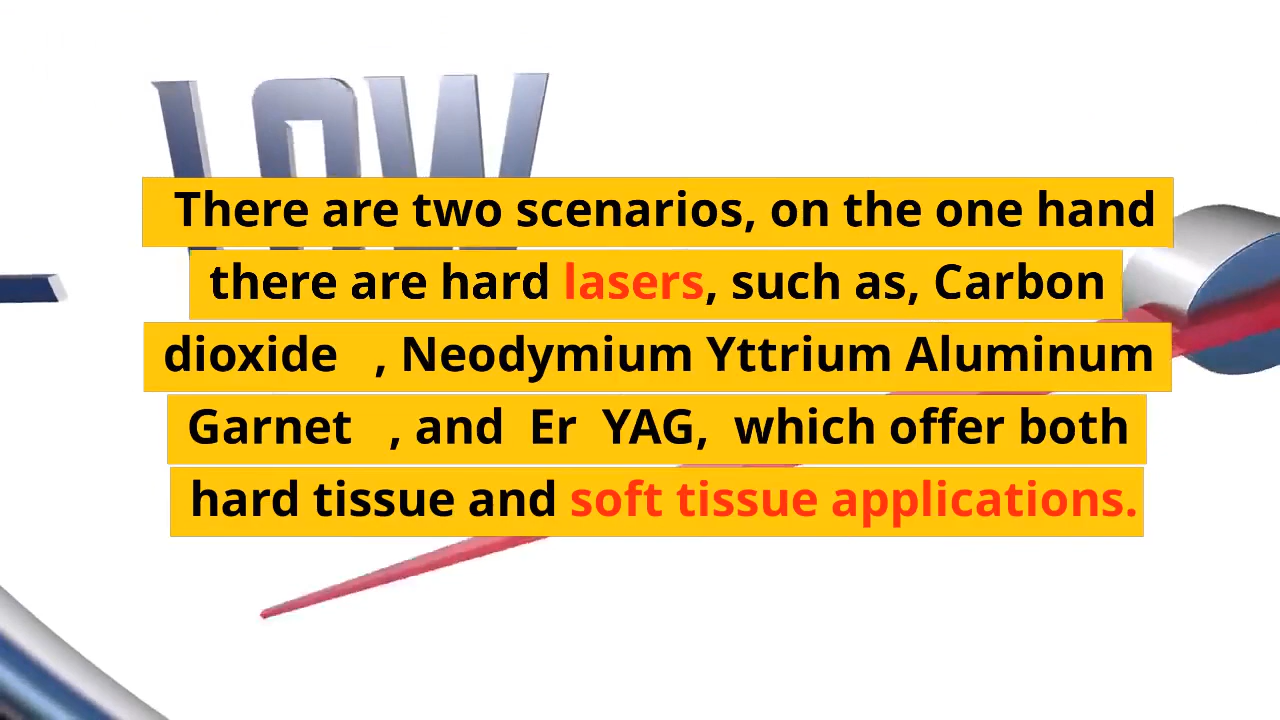 LOW
There are two scenarios, on the one hand
there are hard lasers, such as, Carbon
dioxide   , Neodymium Yttrium Aluminum
Garnet   , and  Er  YAG,  which offer both
hard tissue and soft tissue applications.